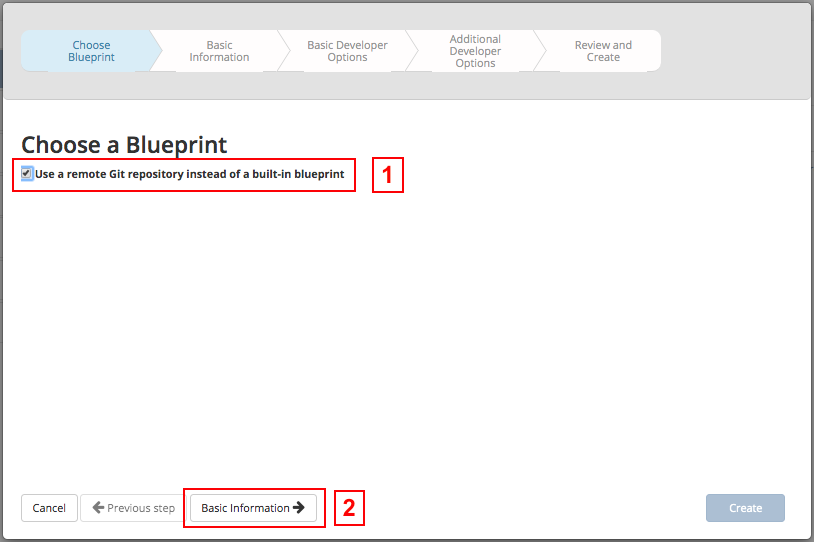 Choose
Blueprint
Basic
Information
Basic Developer
Options
Additional
Developer
Options
Review and
Create
Choose a Blueprint
Use a remote Git repository instead of a built-in blueprint
1
Cancel
Previous step
Basic Information
2
Create